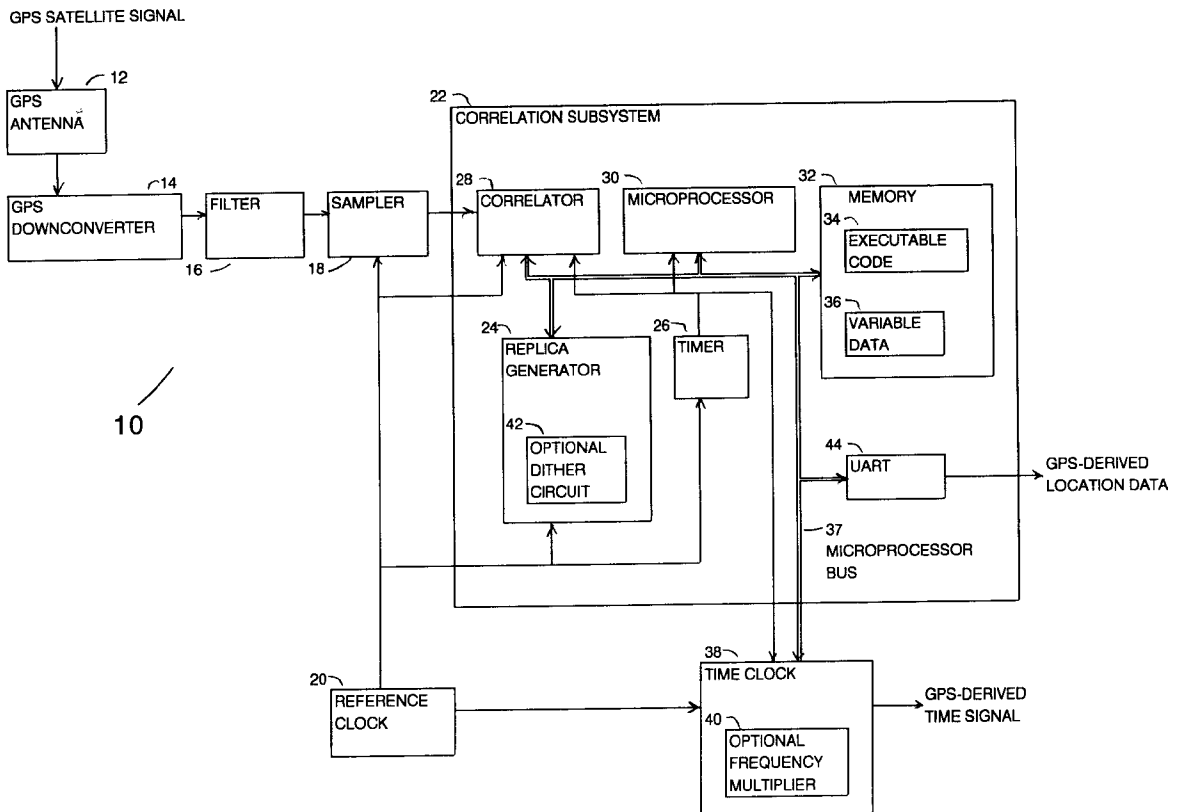 GPS SATELLITE SIGNAL
12
GPS
ANTENNA
14
GPS
DOWNCONVERTER
FILTER
16
SAMPLER
18
22
CORRELATION SUBSYSTEM
28
CORRELATOR
30
MICROPROCESSOR
32
MEMORY
34
EXECUTABLE
CODE
36
VARIABLE
DATA
24
REPLICA
GENERATOR
26
TIMER
42
OPTIONAL
DITHER
CIRCUIT
44
UART
GPS-DERIVED
LOCATION DATA
37
MICROPROCESSOR
BUS
10
20
REFERENCE
CLOCK
38
TIME CLOCK
40
OPTIONAL
FREQUENCY
MULTIPLIER
GPS-DERIVED
TIME SIGNAL